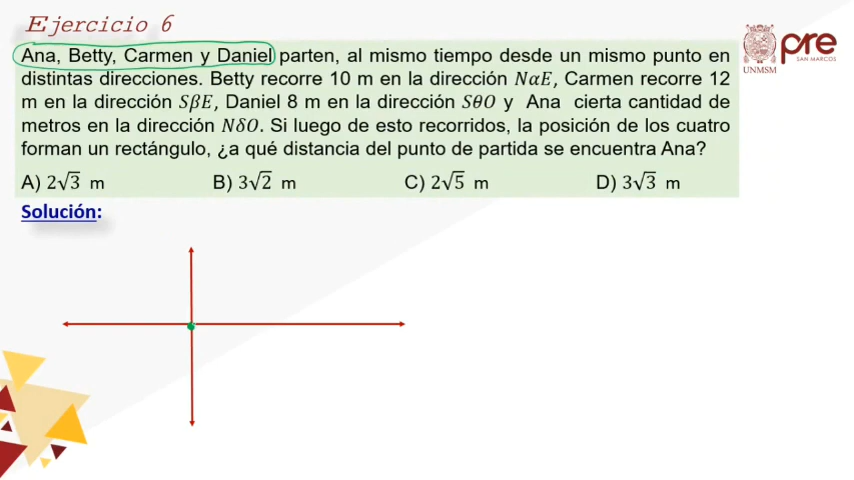 Ejercicio 6
Ana, Betty, Carmen y Daniel parten, al mismo tiempo desde un mismo punto en
distintas direcciones. Betty recorre 10 m en la dirección NαE, Carmen recorre 12
m en la dirección SβE, Daniel 8 m en la dirección SθO y Ana cierta cantidad de
metros en la dirección NδO. Si luego de esto recorridos, la posición de los cuatro
forman un rectángulo, ¿a qué distancia del punto de partida se encuentra Ana?
A) 2√3 m B) 3√2 m C) 2√5 m D) 3√3 m
Solución:
UNMSM
pre
SAN MARCOS